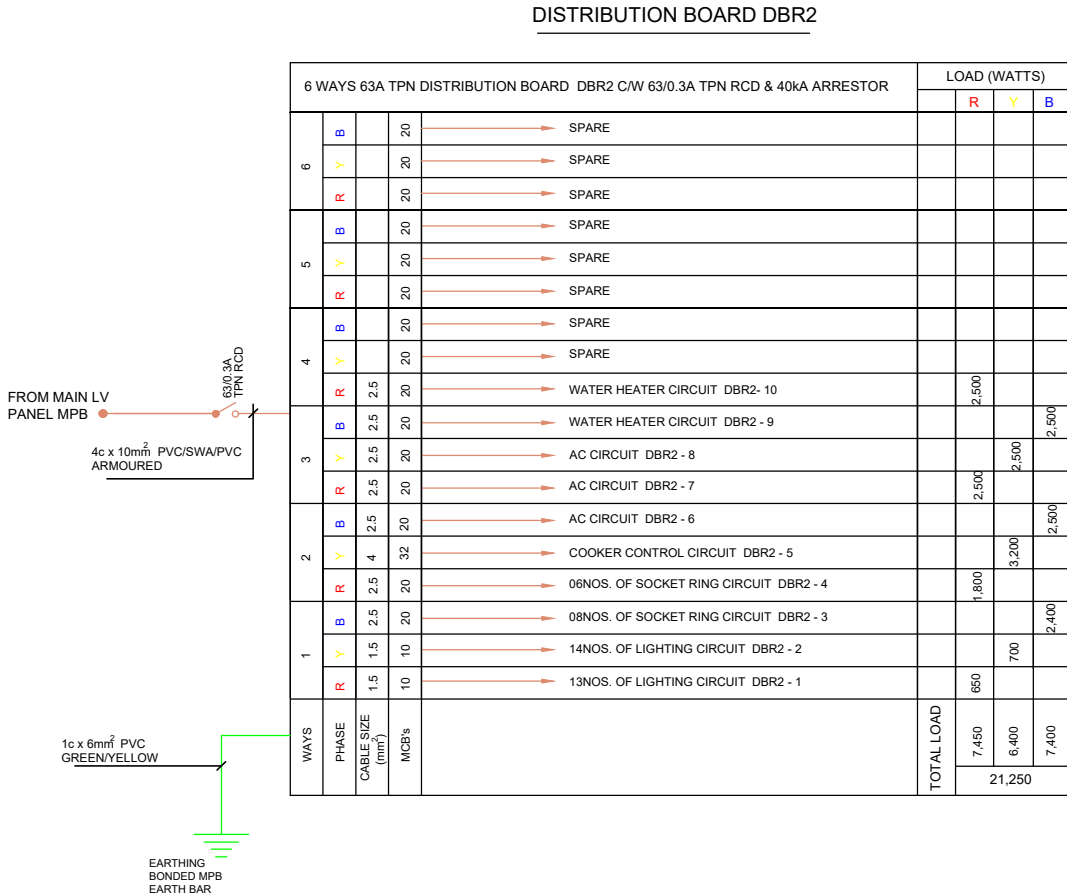 DISTRIBUTION BOARD DBR2
6 WAYS 63A TPN DISTRIBUTION BOARD DBR2 C/W 63/0.3A TPN RCD & 40kA ARRESTOR
LOAD (WATTS)
R Y B
6
B 20 SPARE
Y 20 SPARE
R 20 SPARE
5
B 20 SPARE
Y 20 SPARE
R 20 SPARE
4
B 20 SPARE
Y 20 SPARE
R 2.5 20 WATER HEATER CIRCUIT DBR2- 10 2,500
3
B 2.5 20 WATER HEATER CIRCUIT DBR2 - 9 2,500
Y 2.5 20 AC CIRCUIT DBR2 - 8 2,500
R 2.5 20 AC CIRCUIT DBR2 - 7 2,500
2
B 2.5 20 AC CIRCUIT DBR2 - 6 2,500
Y 4 32 COOKER CONTROL CIRCUIT DBR2 - 5 3,200
R 2.5 20 06NOS. OF SOCKET RING CIRCUIT DBR2 - 4 1,800
1
B 2.5 20 08NOS. OF SOCKET RING CIRCUIT DBR2 - 3 2,400
Y 1.5 10 14NOS. OF LIGHTING CIRCUIT DBR2 - 2 700
R 1.5 10 13NOS. OF LIGHTING CIRCUIT DBR2 - 1 650
WAYS
PHASE
CABLE SIZE
(mm²)
MCB's
TOTAL LOAD
7,450 6,400 7,400
21,250
FROM MAIN LV
PANEL MPB
63/0.3A
TPN RCD
4c x 10mm² PVC/SWA/PVC
ARMOURED
1c x 6mm² PVC
GREEN/YELLOW
EARTHING
BONDED MPB
EARTH BAR